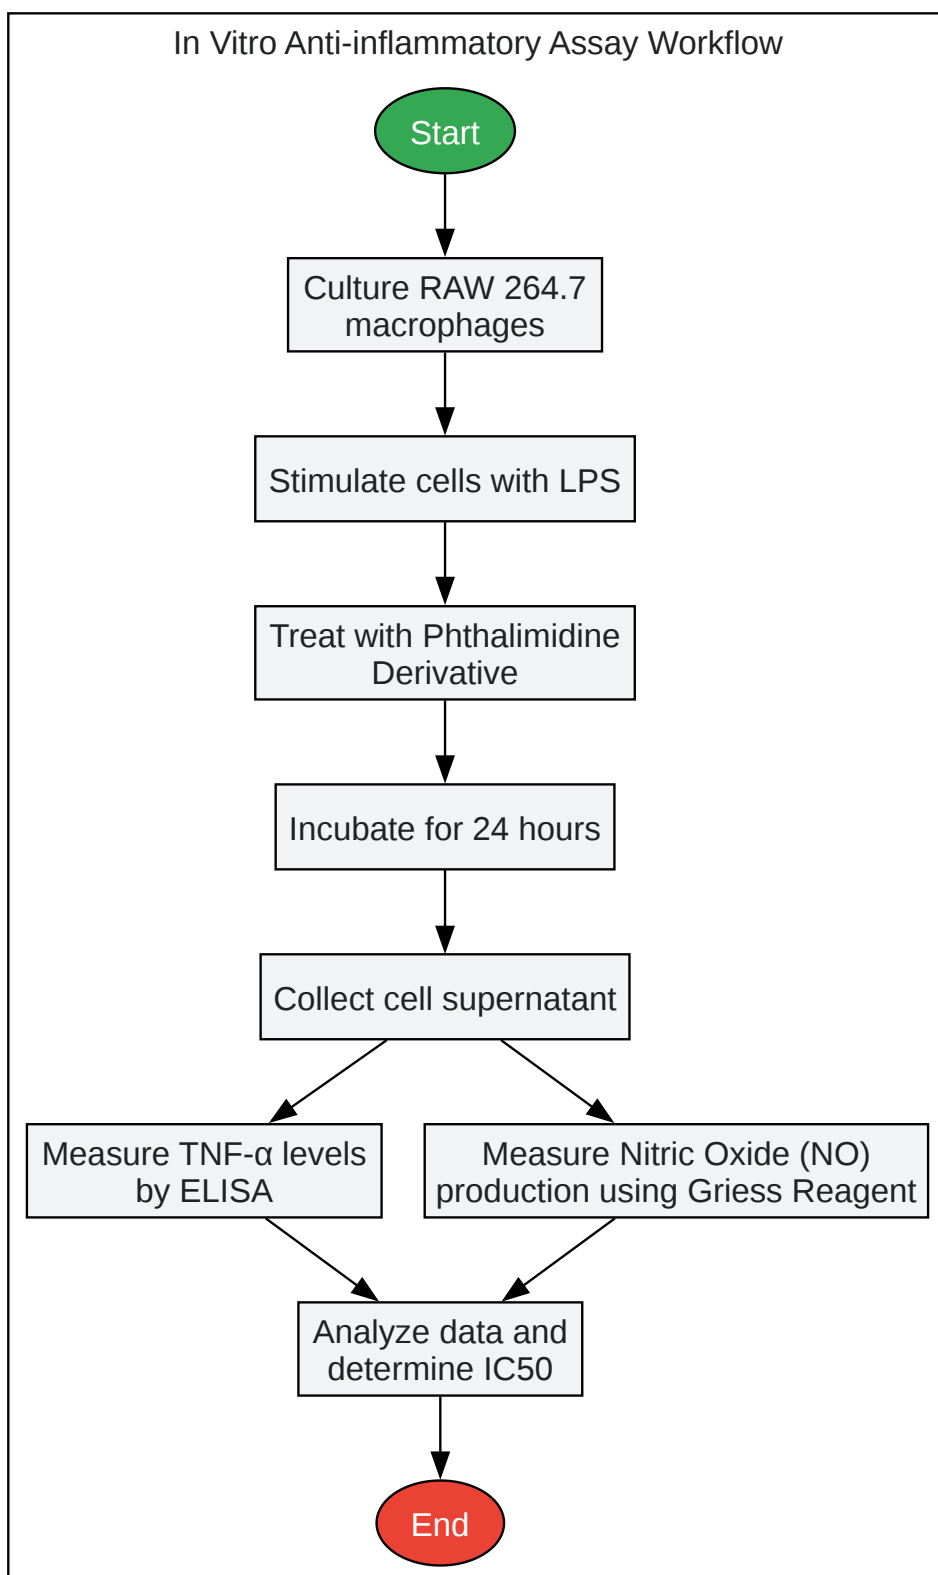 In Vitro Anti-inflammatory Assay Workflow
Start
Culture RAW 264.7
macrophages
Stimulate cells with LPS
Treat with Phthalimidine
Derivative
Incubate for 24 hours
Collect cell supernatant
Measure TNF-α levels
by ELISA
Measure Nitric Oxide (NO)
production using Griess Reagent
Analyze data and
determine IC50
End